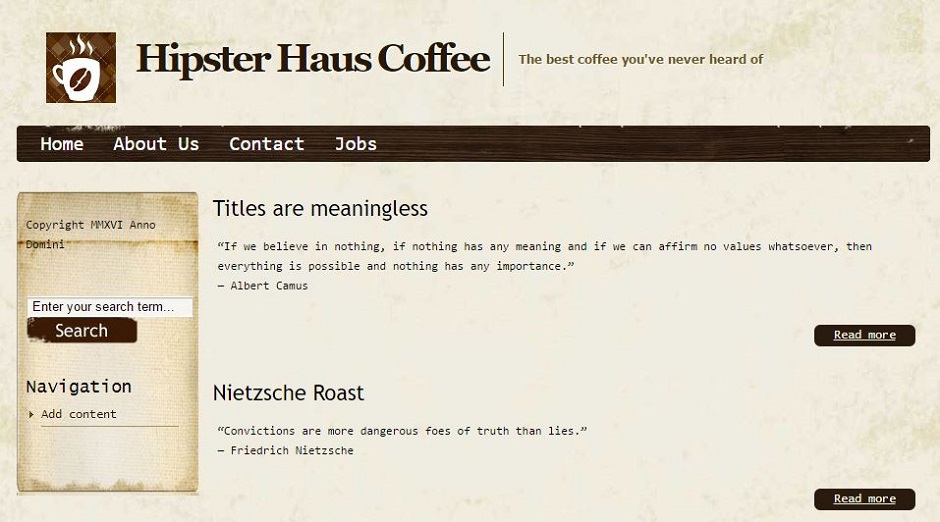 Hipster Haus Coffee
The best coffee you've never heard of
Home About Us Contact Jobs
Copyright MMXVI Anno
Domini
Enter your search term...
Search
Navigation
Add content
Titles are meaningless
“If we believe in nothing, if nothing has any meaning and if we can affirm no values whatsoever, then
everything is possible and nothing has any importance.”
— Albert Camus
Read more
Nietzsche Roast
“Convictions are more dangerous foes of truth than lies.”
— Friedrich Nietzsche
Read more